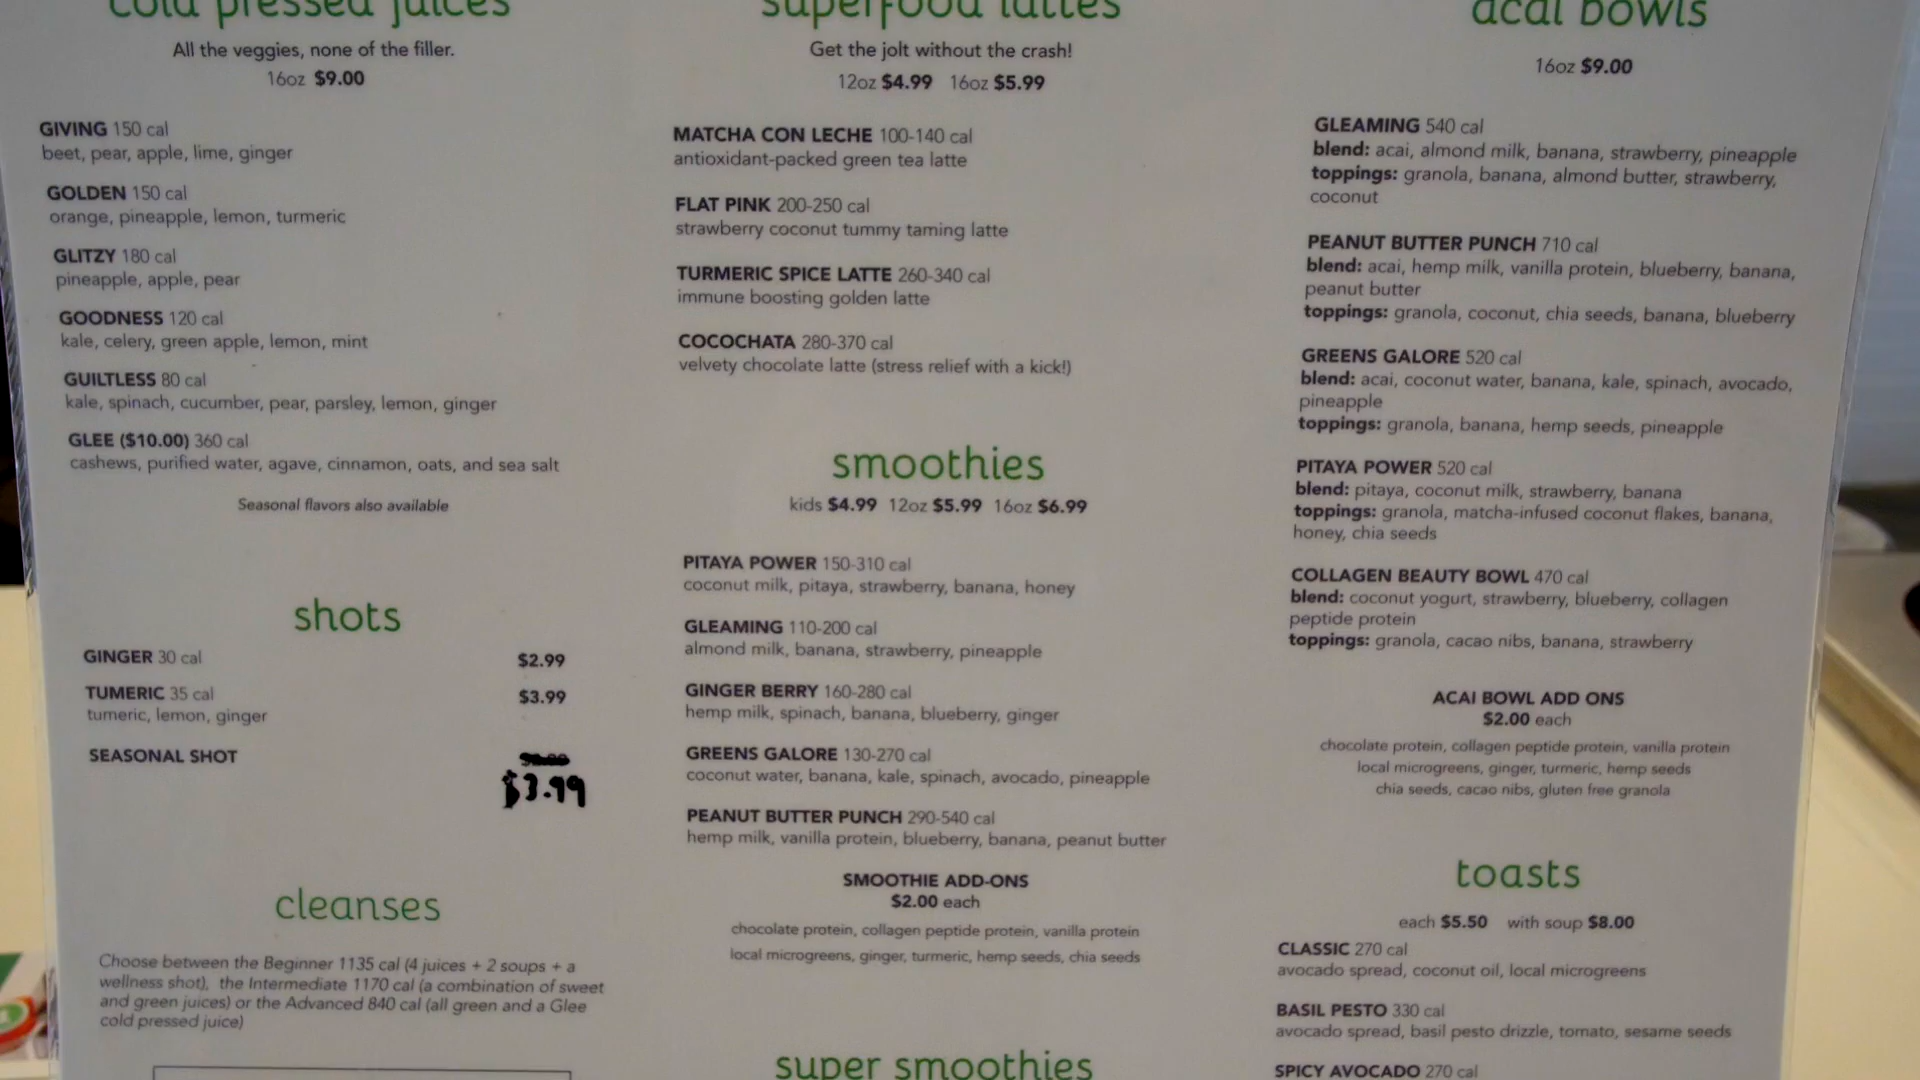 cold pressed juices
All the veggies, none of the filler.
16oz $9.00
GIVING 150 cal
beet, pear, apple, lime, ginger
GOLDEN 150 cal
orange, pineapple, lemon, turmeric
GLITZY 180 cal
pineapple, apple, pear
GOODNESS 120 cal
kale, celery, green apple, lemon, mint
GUILTLESS 80 cal
kale, spinach, cucumber, pear, parsley, lemon, ginger
GLEE ($10.00) 360 cal
cashews, purified water, agave, cinnamon, oats, and sea salt
Seasonal flavors also available
shots
GINGER 30 cal $2.99
TUMERIC 35 cal $3.99
tumeric, lemon, ginger
SEASONAL SHOT
$3.99
cleanses
Choose between the Beginner 1135 cal (4 juices + 2 soups + a
wellness shot), the Intermediate 1170 cal (a combination of sweet
and green juices) or the Advanced 840 cal (all green and a Glee
cold pressed juice)
superfood lattes
Get the jolt without the crash!
12oz $4.99 16oz $5.99
MATCHA CON LECHE 100-140 cal
antioxidant-packed green tea latte
FLAT PINK 200-250 cal
strawberry coconut tummy taming latte
TURMERIC SPICE LATTE 260-340 cal
immune boosting golden latte
COCOCHATA 280-370 cal
velvety chocolate latte (stress relief with a kick!)
smoothies
kids $4.99 12oz $5.99 16oz $6.99
PITAYA POWER 150-310 cal
coconut milk, pitaya, strawberry, banana, honey
GLEAMING 110-200 cal
almond milk, banana, strawberry, pineapple
GINGER BERRY 160-280 cal
hemp milk, spinach, banana, blueberry, ginger
GREENS GALORE 130-270 cal
coconut water, banana, kale, spinach, avocado, pineapple
PEANUT BUTTER PUNCH 290-540 cal
hemp milk, vanilla protein, blueberry, banana, peanut butter
SMOOTHIE ADD-ONS
$2.00 each
chocolate protein, collagen peptide protein, vanilla protein
local microgreens, ginger, turmeric, hemp seeds, chia seeds
super smoothies
acai bowls
16oz $9.00
GLEAMING 540 cal
blend: acai, almond milk, banana, strawberry, pineapple
toppings: granola, banana, almond butter, strawberry,
coconut
PEANUT BUTTER PUNCH 710 cal
blend: acai, hemp milk, vanilla protein, blueberry, banana,
peanut butter
toppings: granola, coconut, chia seeds, banana, blueberry
GREENS GALORE 520 cal
blend: acai, coconut water, banana, kale, spinach, avocado,
pineapple
toppings: granola, banana, hemp seeds, pineapple
PITAYA POWER 520 cal
blend: pitaya, coconut milk, strawberry, banana
toppings: granola, matcha-infused coconut flakes, banana,
honey, chia seeds
COLLAGEN BEAUTY BOWL 470 cal
blend: coconut yogurt, strawberry, blueberry, collagen
peptide protein
toppings: granola, cacao nibs, banana, strawberry
ACAI BOWL ADD ONS
$2.00 each
chocolate protein, collagen peptide protein, vanilla protein
local microgreens, ginger, turmeric, hemp seeds
chia seeds, cacao nibs, gluten free granola
toasts
each $5.50 with soup $8.00
CLASSIC 270 cal
avocado spread, coconut oil, local microgreens
BASIL PESTO 330 cal
avocado spread, basil pesto drizzle, tomato, sesame seeds
SPICY AVOCADO 270 cal